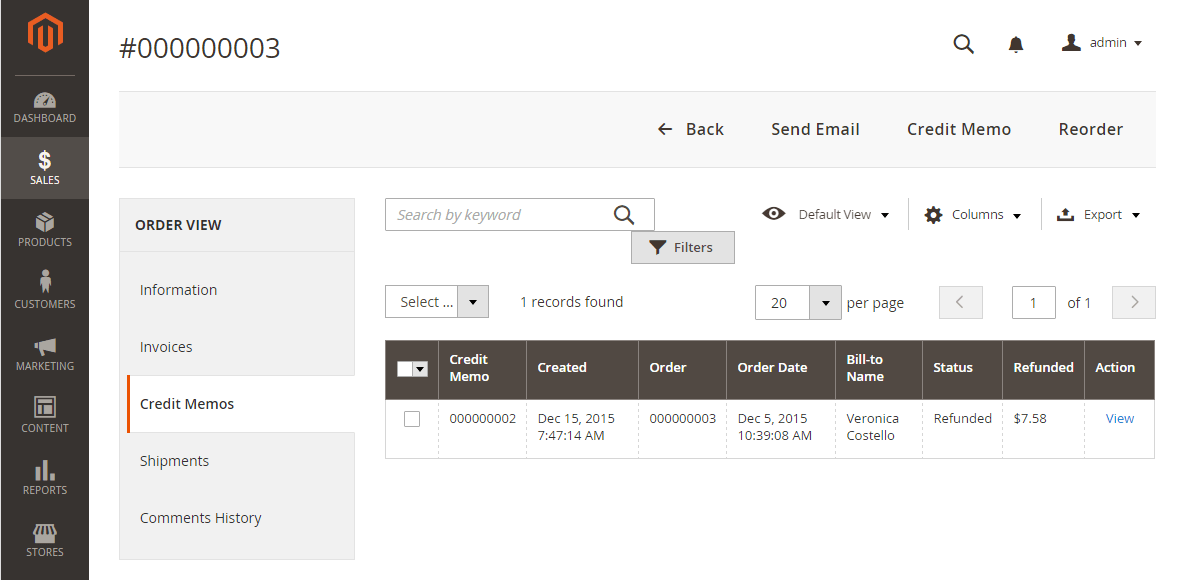 #000000003
admin
DASHBOARD
SALES
PRODUCTS
CUSTOMERS
MARKETING
CONTENT
REPORTS
STORES
Back
Send Email
Credit Memo
Reorder
ORDER VIEW
Information
Invoices
Credit Memos
Shipments
Comments History
Search by keyword
Default View
Columns
Export
Filters
Select ...
1 records found
20
per page
1
of 1
Credit Memo
Created
Order
Order Date
Bill-to Name
Status
Refunded
Action
000000002
Dec 15, 2015
7:47:14 AM
000000003
Dec 5, 2015
10:39:08 AM
Veronica
Costello
Refunded
$7.58
View